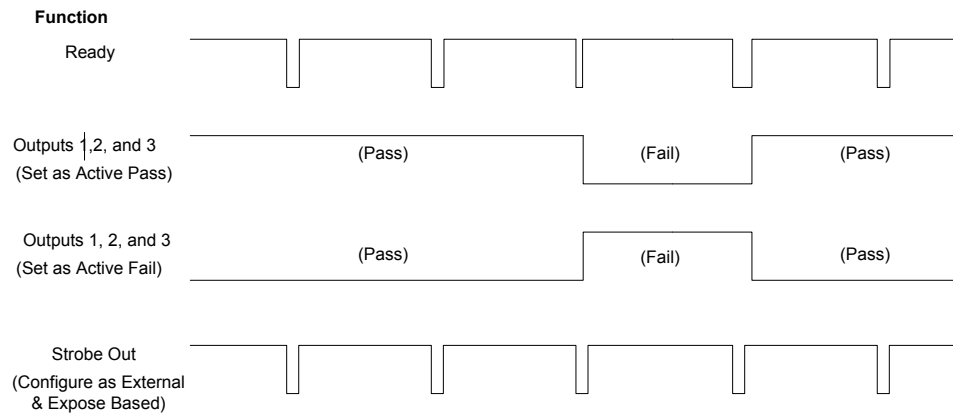 Function
Ready
Outputs 1,2, and 3
(Set as Active Pass)
(Pass)
(Fail)
(Pass)
Outputs 1, 2, and 3
(Set as Active Fail)
(Pass)
(Fail)
(Pass)
Strobe Out
(Configure as External
& Expose Based)